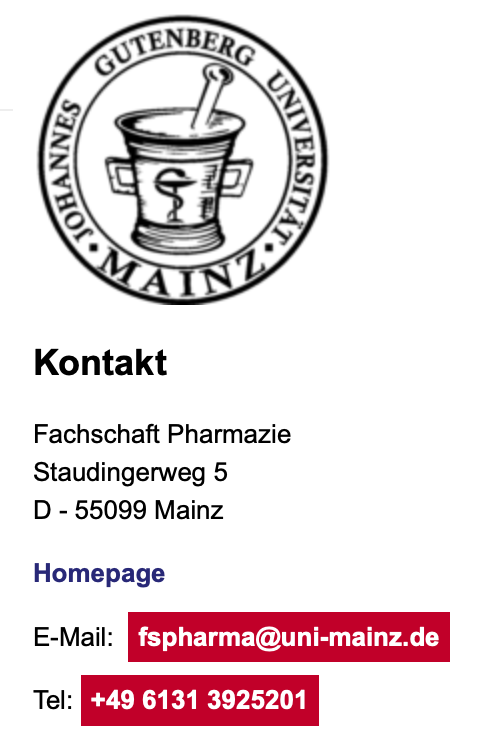 JOHANNES GUTENBERG UNIVERSITÄT
MAINZ
Kontakt
Fachschaft Pharmazie
Staudingerweg 5
D - 55099 Mainz
Homepage
E-Mail: fspharma@uni-mainz.de
Tel: +49 6131 3925201